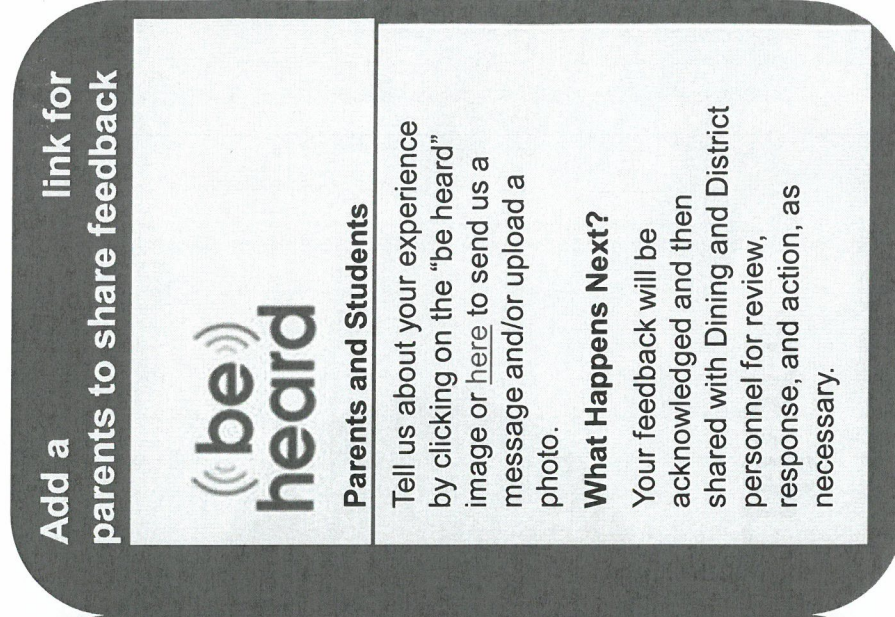 Add a link for
parents to share feedback
be
heard
Parents and Students
Tell us about your experience
by clicking on the “be heard”
image or here to send us a
message and/or upload a
photo.
What Happens Next?
Your feedback will be
acknowledged and then
shared with Dining and District
personnel for review,
response, and action, as
necessary.